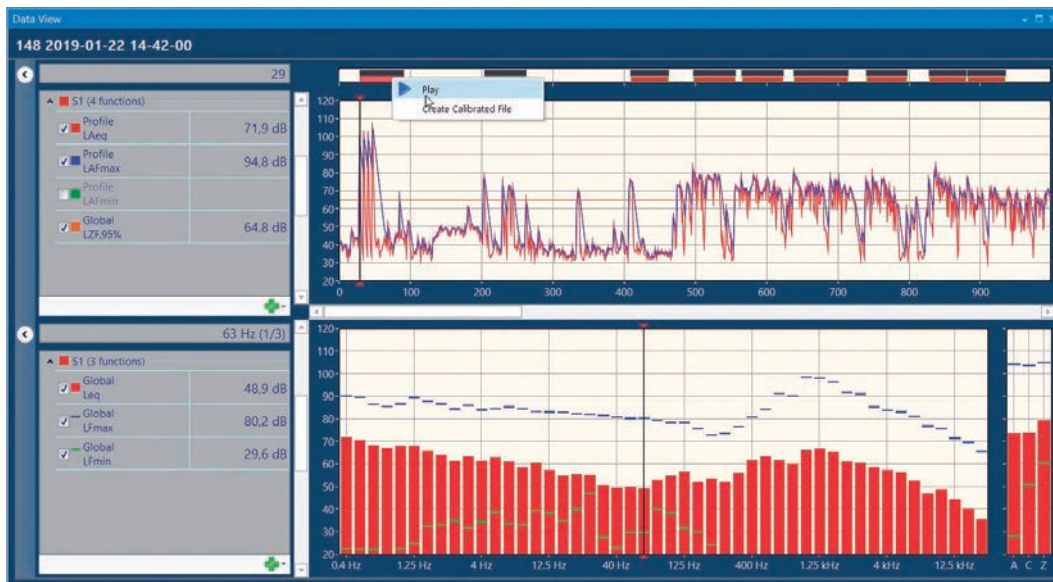 Data View
148 2019-01-22 14-42-00
29
S1 (4 functions)
Profile
LAeq
71,9 dB
Profile
LAFmax
94,8 dB
Profile
LAFmin
Global
LZF,95%
64,8 dB
Play
Create Calibrated File
120
110
100
90
80
70
60
50
40
30
20
0 100 200 300 400 500 600 700 800 900
63 Hz (1/3)
S1 (3 functions)
Global
Leq
48,9 dB
Global
LFmax
80,2 dB
Global
LFmin
29,6 dB
120
110
100
90
80
70
60
50
40
30
20
0.4 Hz 1.25 Hz 4 Hz 12.5 Hz 40 Hz 125 Hz 400 Hz 1.25 kHz 4 kHz 12.5 kHz A C Z